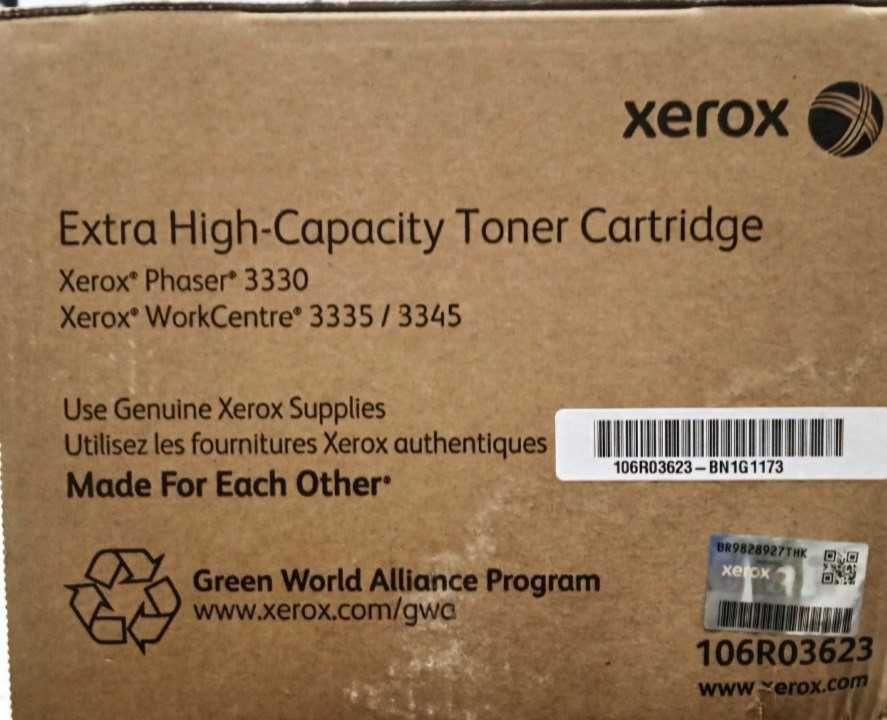 xerox
Extra High-Capacity Toner Cartridge
Xerox® Phaser® 3330
Xerox® WorkCentre® 3335 / 3345
Use Genuine Xerox Supplies
Utilisez les fournitures Xerox authentiques
Made For Each Other®
106R03623-BN1G1173
Green World Alliance Program
www.xerox.com/gwa
BR9828927THK
xerox
106R03623
www.xerox.com